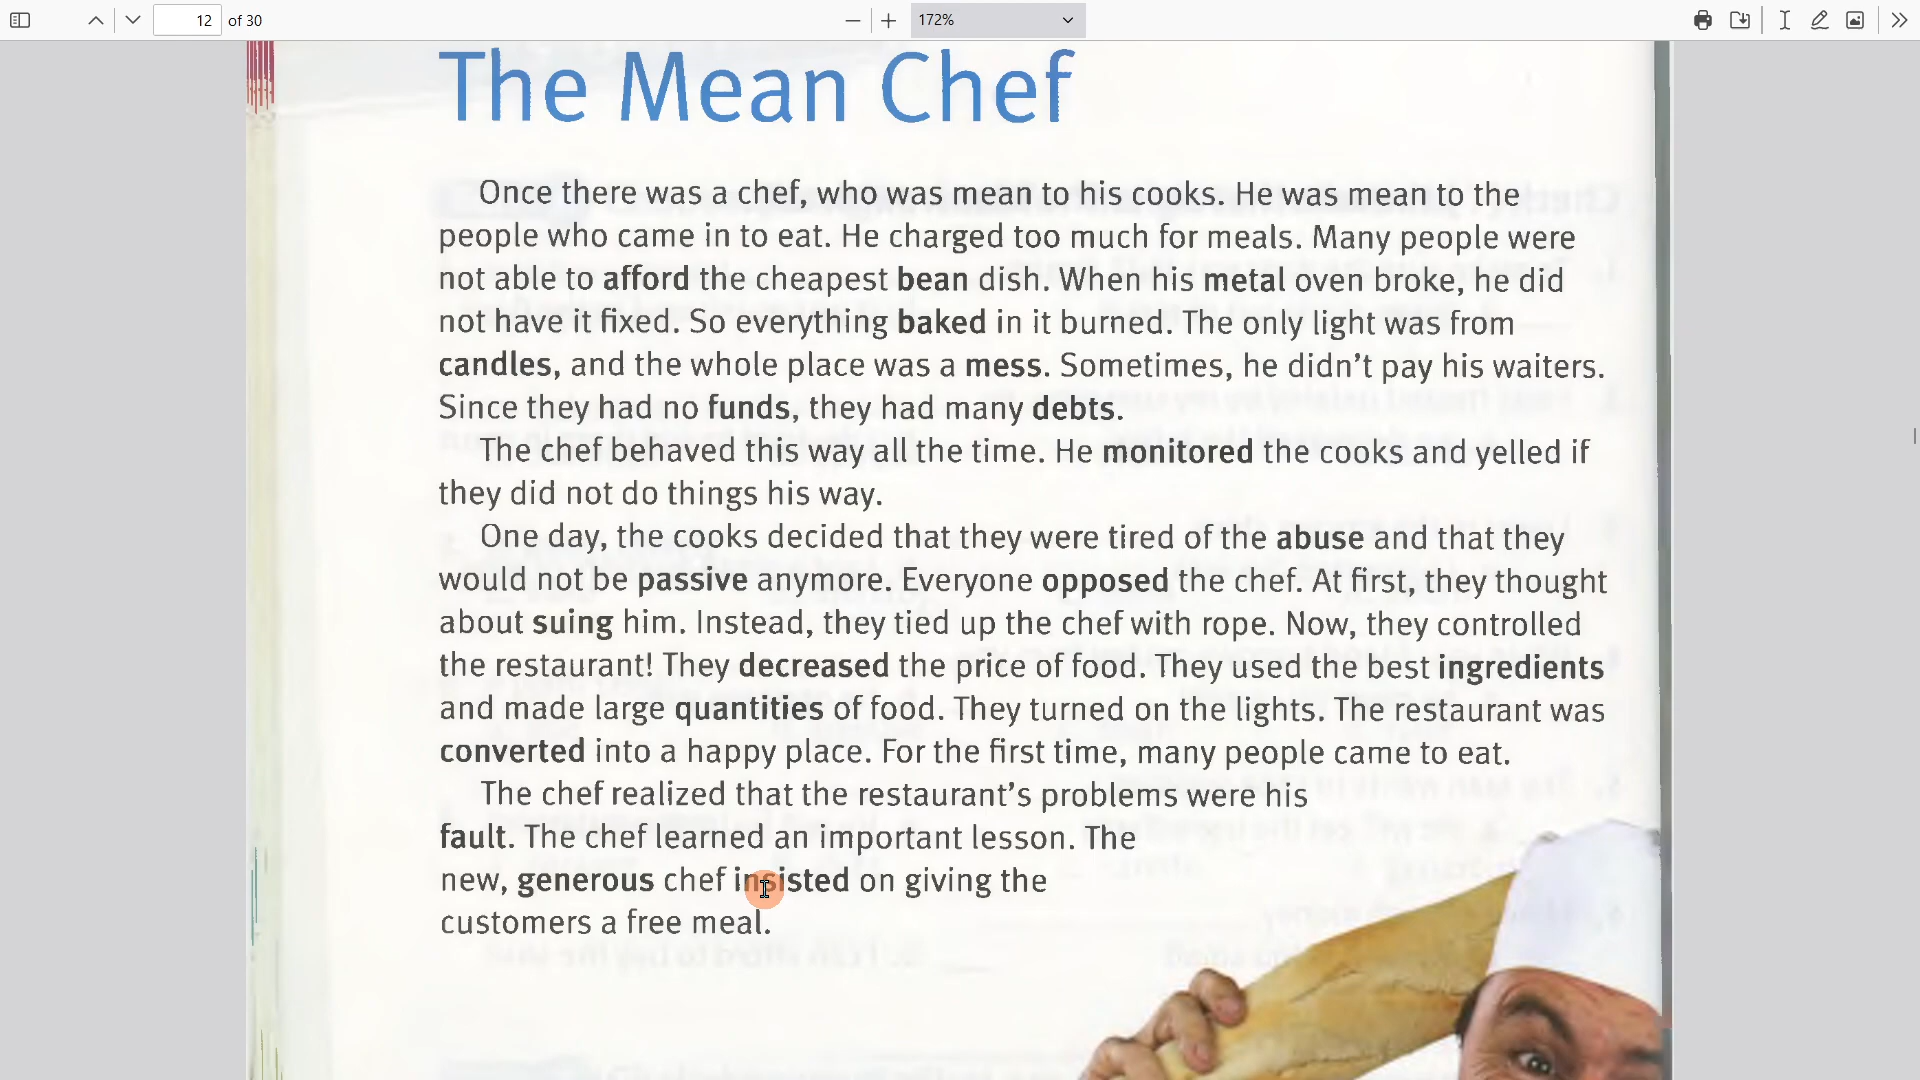 12 of 30
172%
The Mean Chef
Once there was a chef, who was mean to his cooks. He was mean to the
people who came in to eat. He charged too much for meals. Many people were
not able to afford the cheapest bean dish. When his metal oven broke, he did
not have it fixed. So everything baked in it burned. The only light was from
candles, and the whole place was a mess. Sometimes, he didn't pay his waiters.
Since they had no funds, they had many debts.
The chef behaved this way all the time. He monitored the cooks and yelled if
they did not do things his way.
One day, the cooks decided that they were tired of the abuse and that they
would not be passive anymore. Everyone opposed the chef. At first, they thought
about suing him. Instead, they tied up the chef with rope. Now, they controlled
the restaurant! They decreased the price of food. They used the best ingredients
and made large quantities of food. They turned on the lights. The restaurant was
converted into a happy place. For the first time, many people came to eat.
The chef realized that the restaurant's problems were his
fault. The chef learned an important lesson. The
new, generous chef insisted on giving the
customers a free meal.